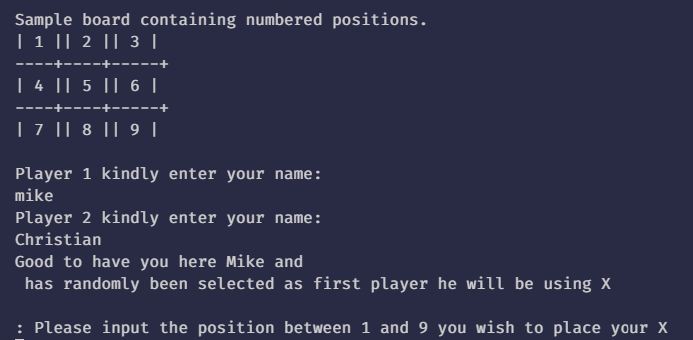 Sample board containing numbered positions.
| 1 || 2 || 3 |
----+----+-----+
| 4 || 5 || 6 |
----+----+-----+
| 7 || 8 || 9 |
Player 1 kindly enter your name:
mike
Player 2 kindly enter your name:
Christian
Good to have you here Mike and
has randomly been selected as first player he will be using X
: Please input the position between 1 and 9 you wish to place your X